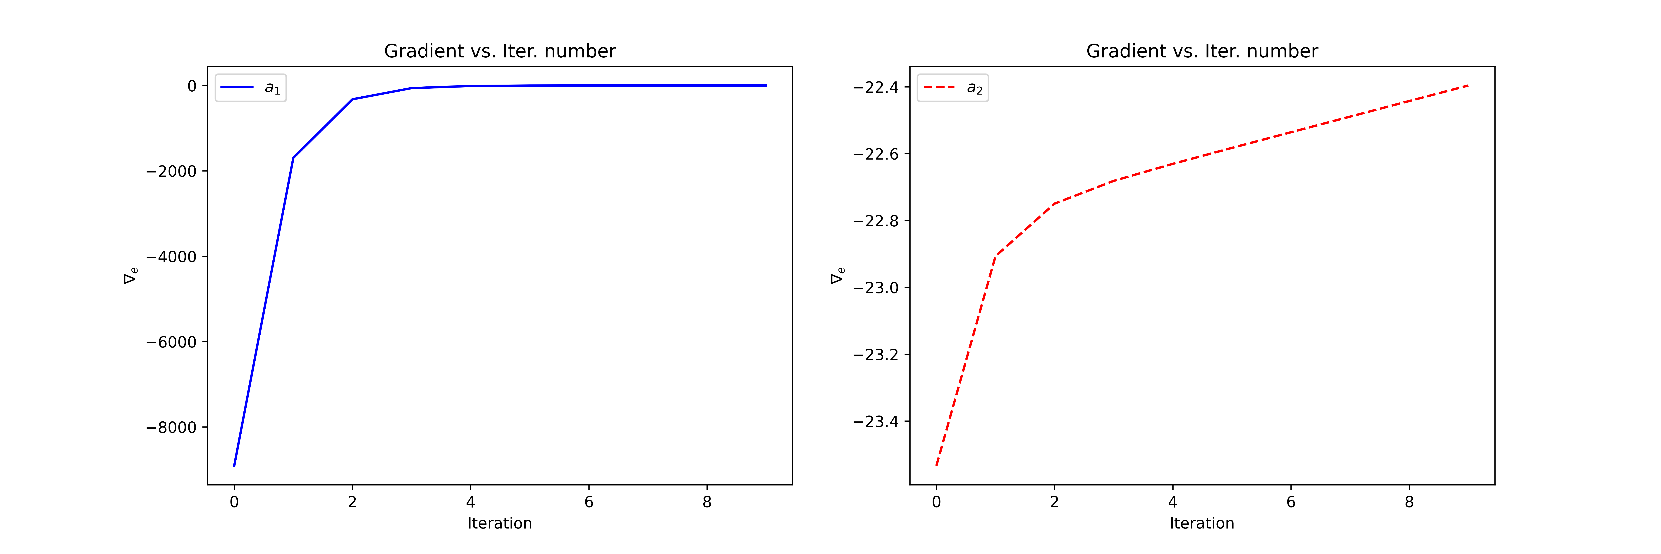 Gradient vs. Iter. number
a₁
0
−2000
−4000
−6000
−8000
∇ₑ
0 2 4 6 8
Iteration
Gradient vs. Iter. number
a₂
−22.4
−22.6
−22.8
−23.0
−23.2
−23.4
∇ₑ
0 2 4 6 8
Iteration